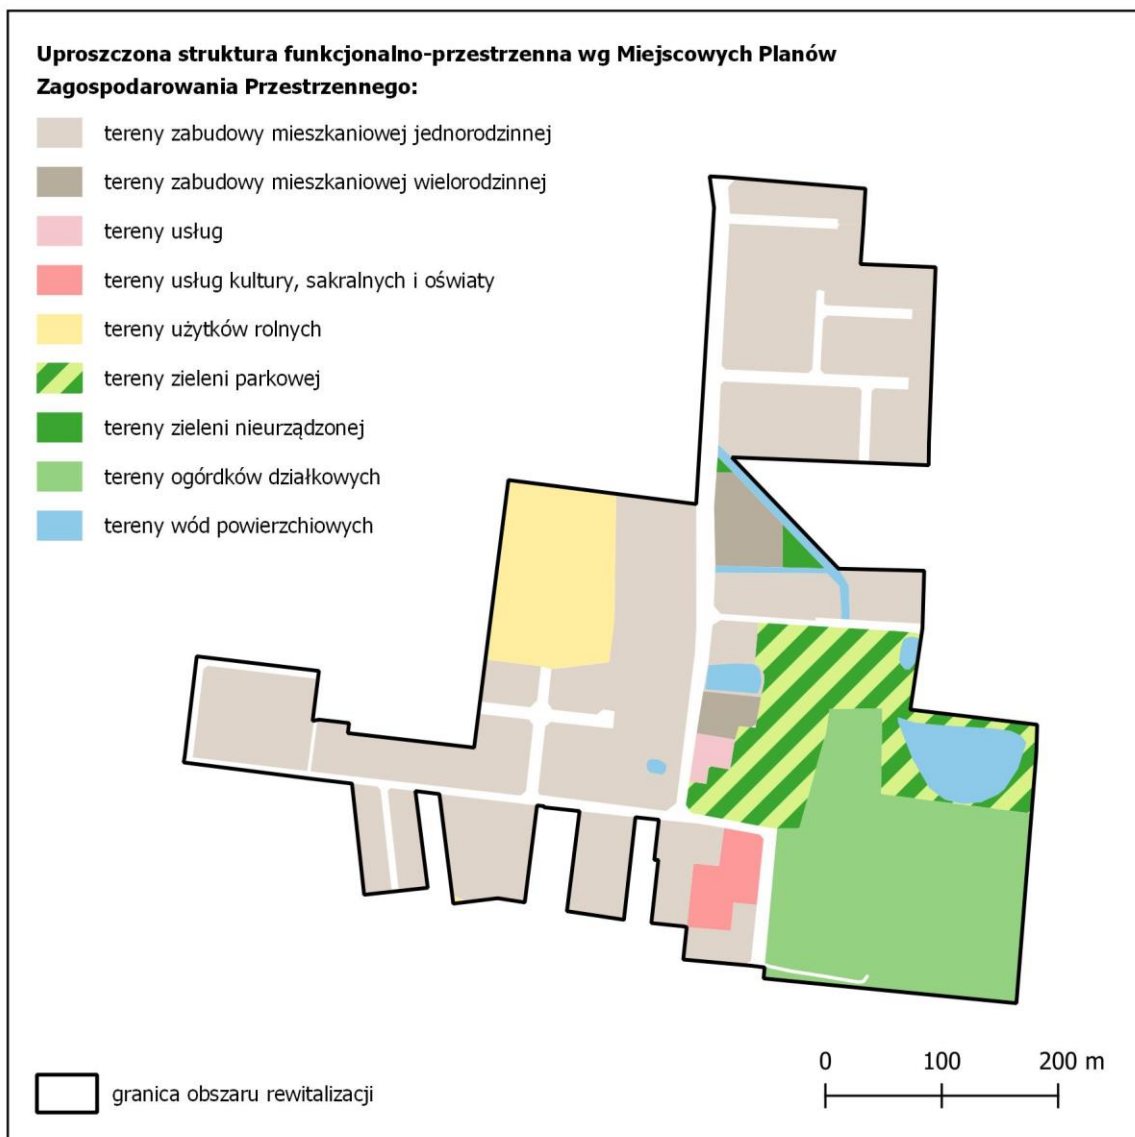 Uproszczona struktura funkcjonalno-przestrzenna wg Miejscowych Planów
Zagospodarowania Przestrzennego:
tereny zabudowy mieszkaniowej jednorodzinnej
tereny zabudowy mieszkaniowej wielorodzinnej
tereny usług
tereny usług kultury, sakralnych i oświaty
tereny użytków rolnych
tereny zieleni parkowej
tereny zieleni nieurządzonej
tereny ogórdków działkowych
tereny wód powierzchiowych
granica obszaru rewitalizacji
0 100 200 m